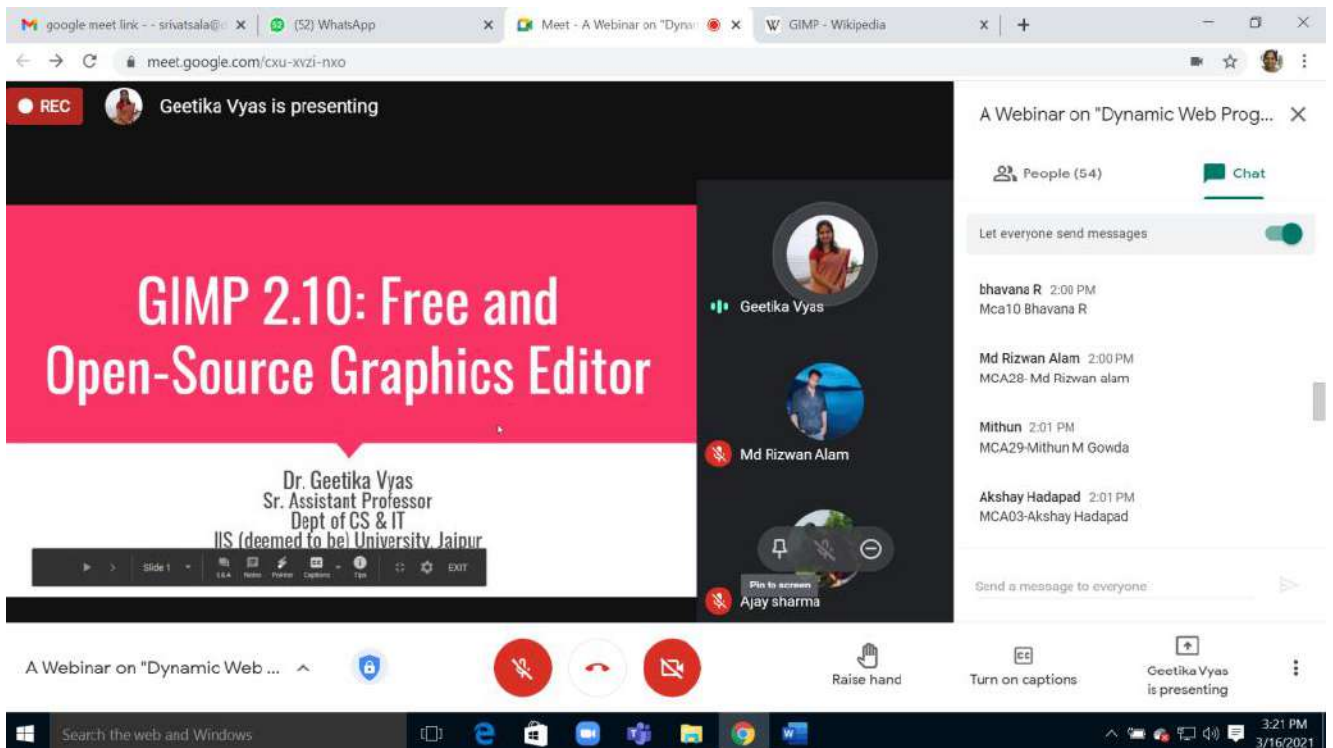 google meet link - - srivatsala@
(52) WhatsApp
Meet - A Webinar on "Dyna
GIMP - Wikipedia
meet.google.com/cxu-xvzi-nxo
REC
Geetika Vyas is presenting
GIMP 2.10: Free and
Open-Source Graphics Editor
Dr. Geetika Vyas
Sr. Assistant Professor
Dept of CS & IT
IIS (deemed to be) University, Jaipur
Slide 1
Notes
Pointer
Captions
Tips
EXIT
Geetika Vyas
Md Rizwan Alam
Pin to screen
Ajay sharma
A Webinar on "Dynamic Web Prog...
People (54)
Chat
Let everyone send messages
bhavana R 2:00 PM
Mca10 Bhavana R
Md Rizwan Alam 2:00 PM
MCA28- Md Rizwan alam
Mithun 2:01 PM
MCA29-Mithun M Gowda
Akshay Hadapad 2:01 PM
MCA03-Akshay Hadapad
Send a message to everyone
A Webinar on "Dynamic Web ...
Raise hand
Turn on captions
Geetika Vyas
is presenting
Search the web and Windows
3:21 PM
3/16/2021